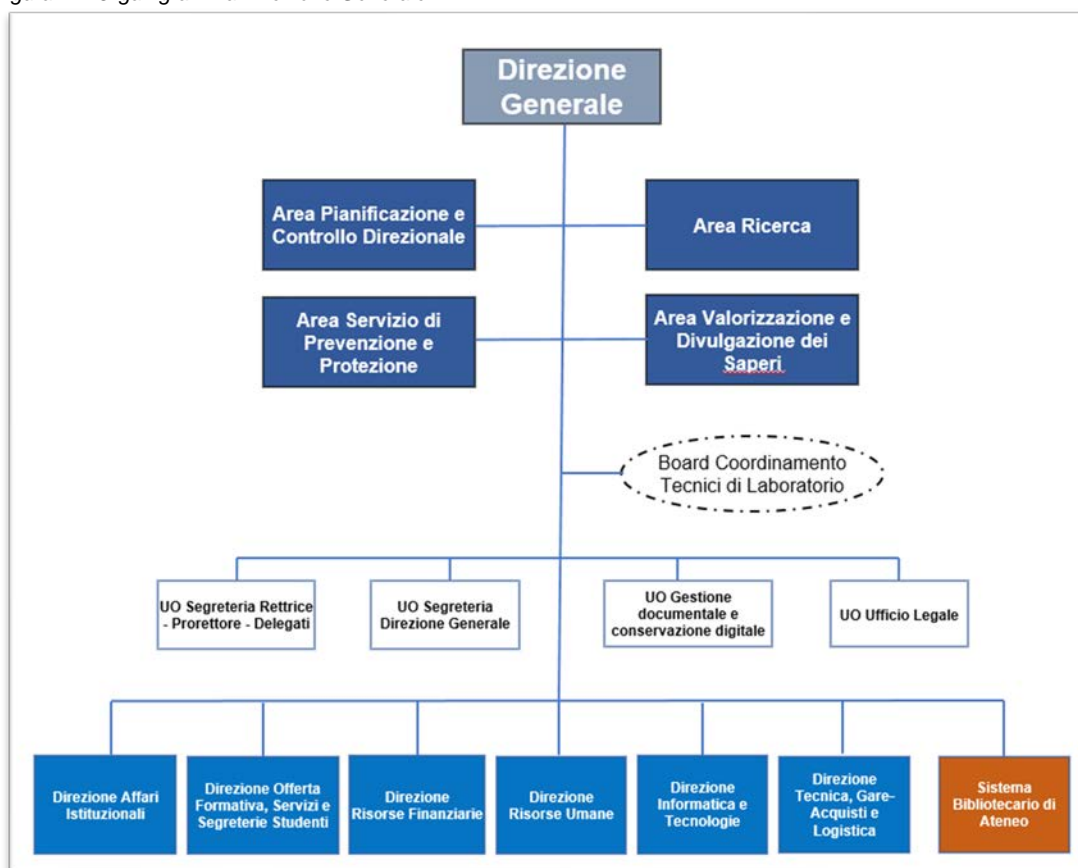 Direzione
Generale
Area Pianificazione e
Controllo Direzionale
Area Ricerca
Area Servizio di
Prevenzione e
Protezione
Area Valorizzazione e
Divulgazione dei
Saperi
Board Coordinamento
Tecnici di Laboratorio
UO Segreteria Rettrice
- Prorettore - Delegati
UO Segreteria
Direzione Generale
UO Gestione
documentale e
conservazione digitale
UO Ufficio Legale
Direzione Affari
Istituzionali
Direzione Offerta
Formativa, Servizi e
Segreterie Studenti
Direzione
Risorse Finanziarie
Direzione
Risorse Umane
Direzione
Informatica e
Tecnologie
Direzione
Tecnica, Gare-
Acquisti e
Logistica
Sistema
Bibliotecario di
Ateneo